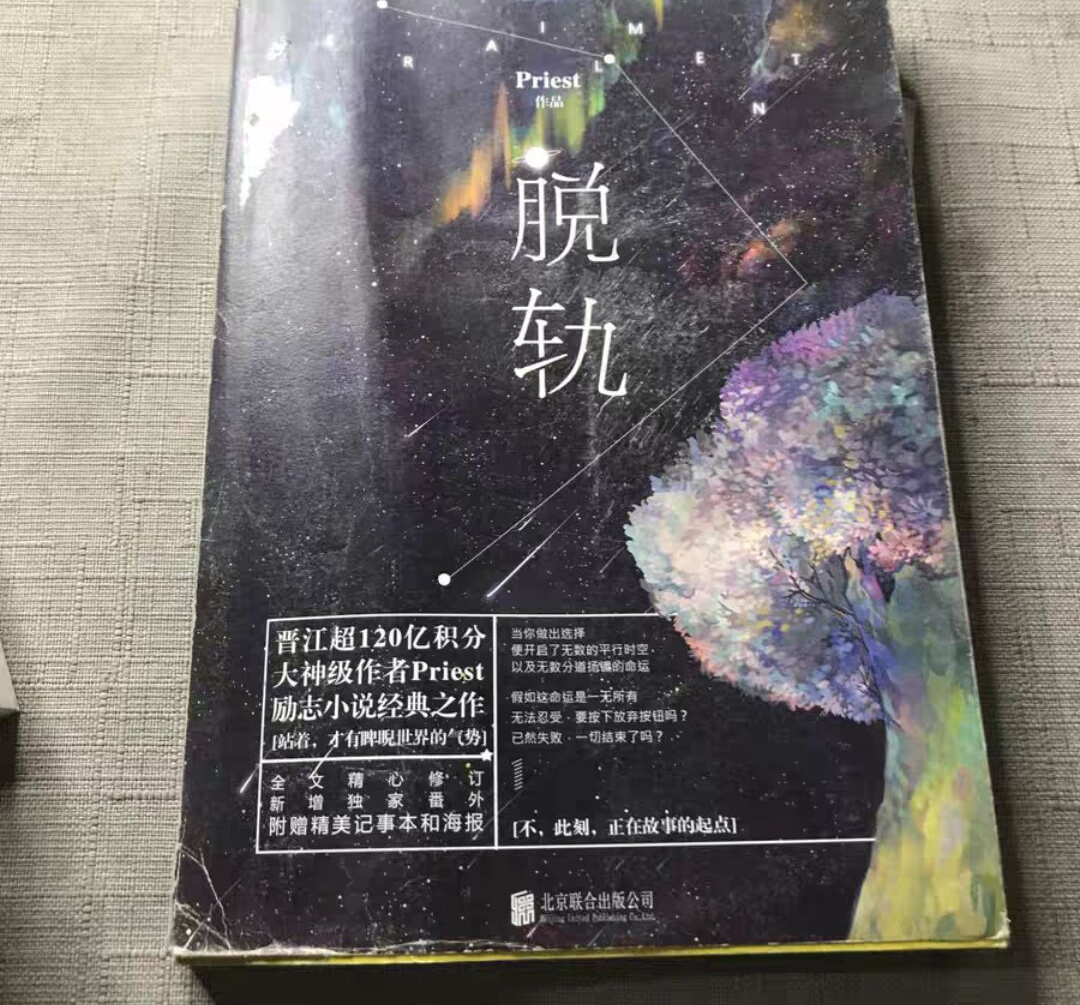 R A I L M E N T
Priest
作品
脱轨
晋江超120亿积分
大神级作者Priest
励志小说经典之作
[站着，才有睥睨世界的气势]
全文精心修订
新增独家番外
附赠精美记事本和海报
当你做出选择
便开启了无数的平行时空，
以及无数分道扬镳的命运
假如这命运是一无所有
无法忍受，要按下放弃按钮吗？
已然失败，一切结束了吗？
[不，此刻，正在故事的起点]
北京联合出版公司
Beijing United Publishing Co.,Ltd.